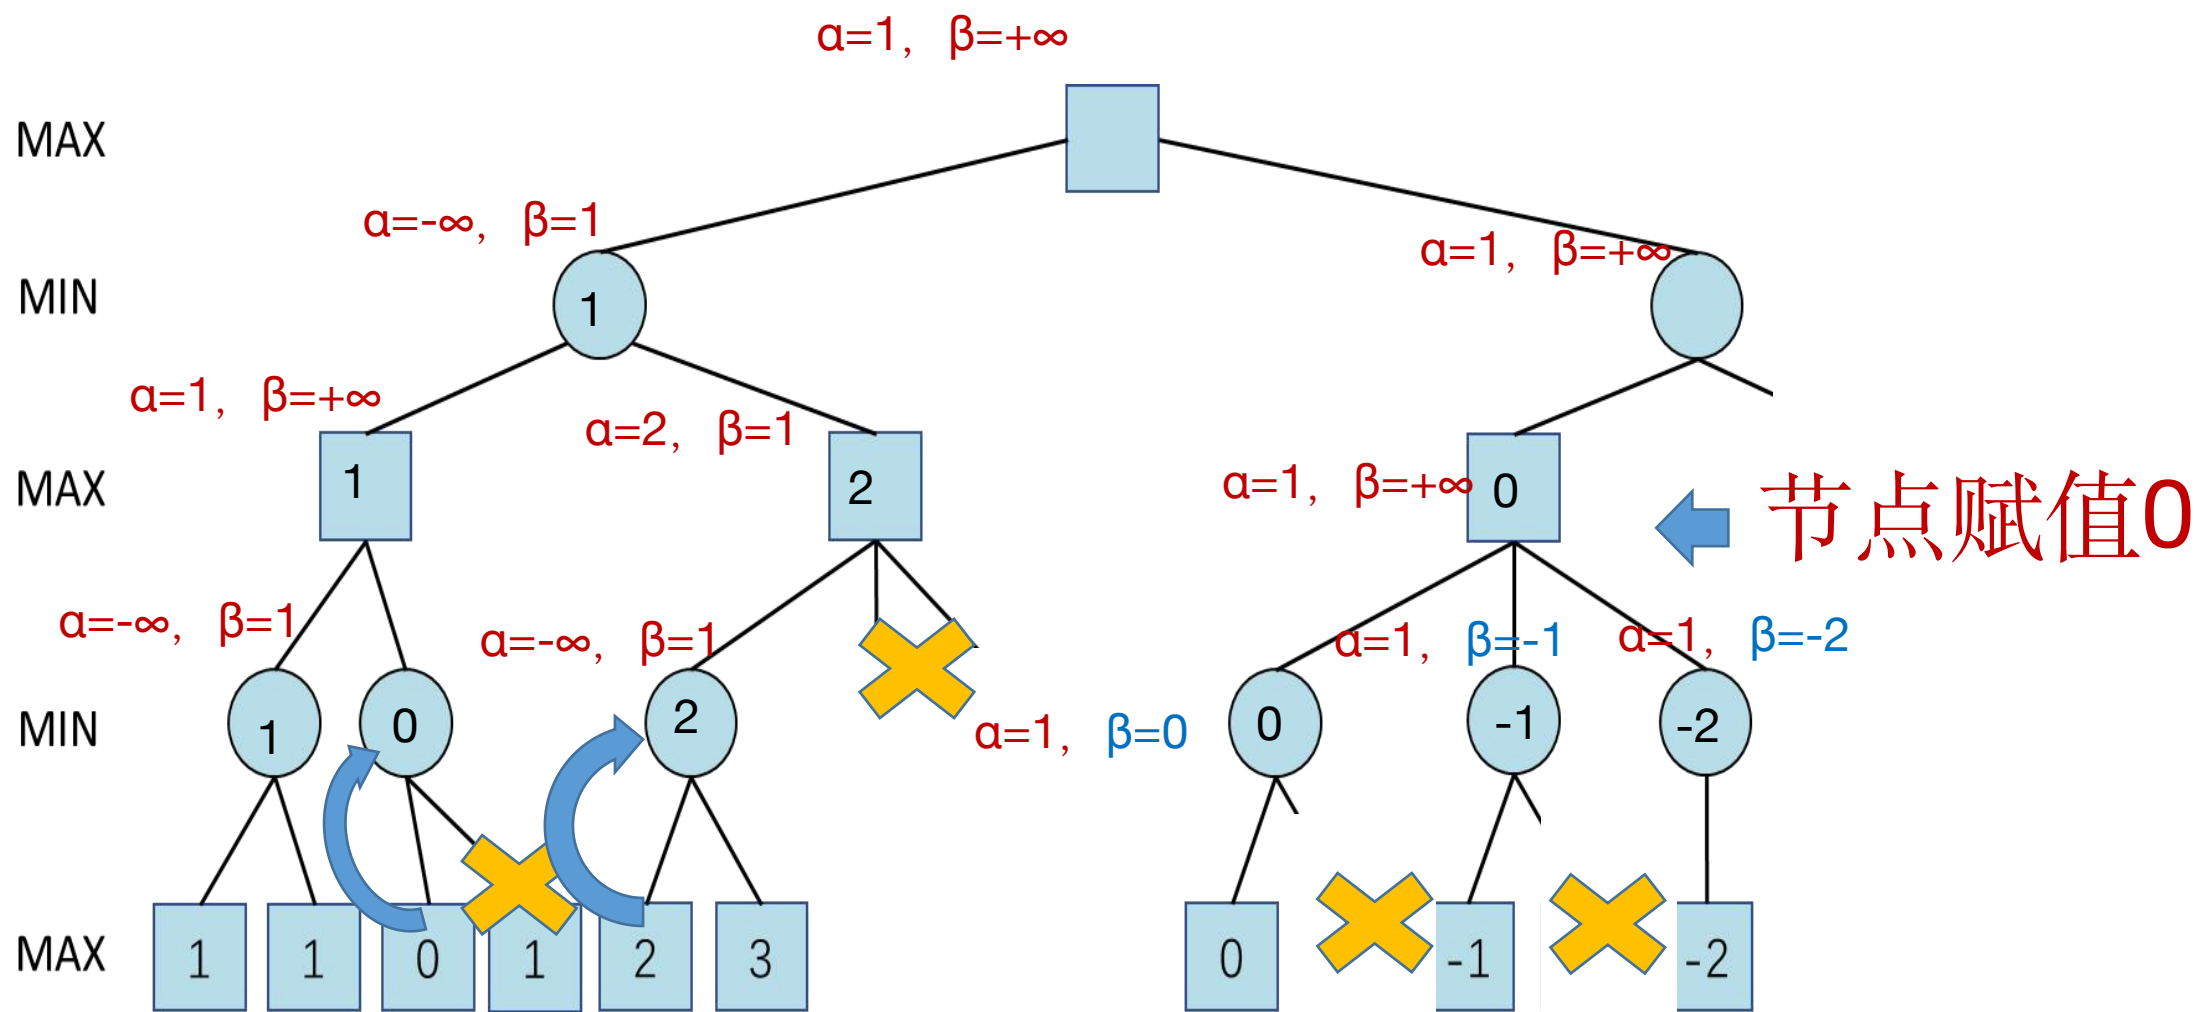 α=1, β=+∞
MAX
α=-∞, β=1
α=1, β=+∞
MIN
1
α=1, β=+∞
α=2, β=1
MAX
1
2
α=1, β=+∞
0
节点赋值0
α=-∞, β=1
α=-∞, β=1
α=1, β=-1
α=1, β=-2
MIN
1
0
2
α=1, β=0
0
-1
-2
MAX
1
1
0
1
2
3
0
-1
-2